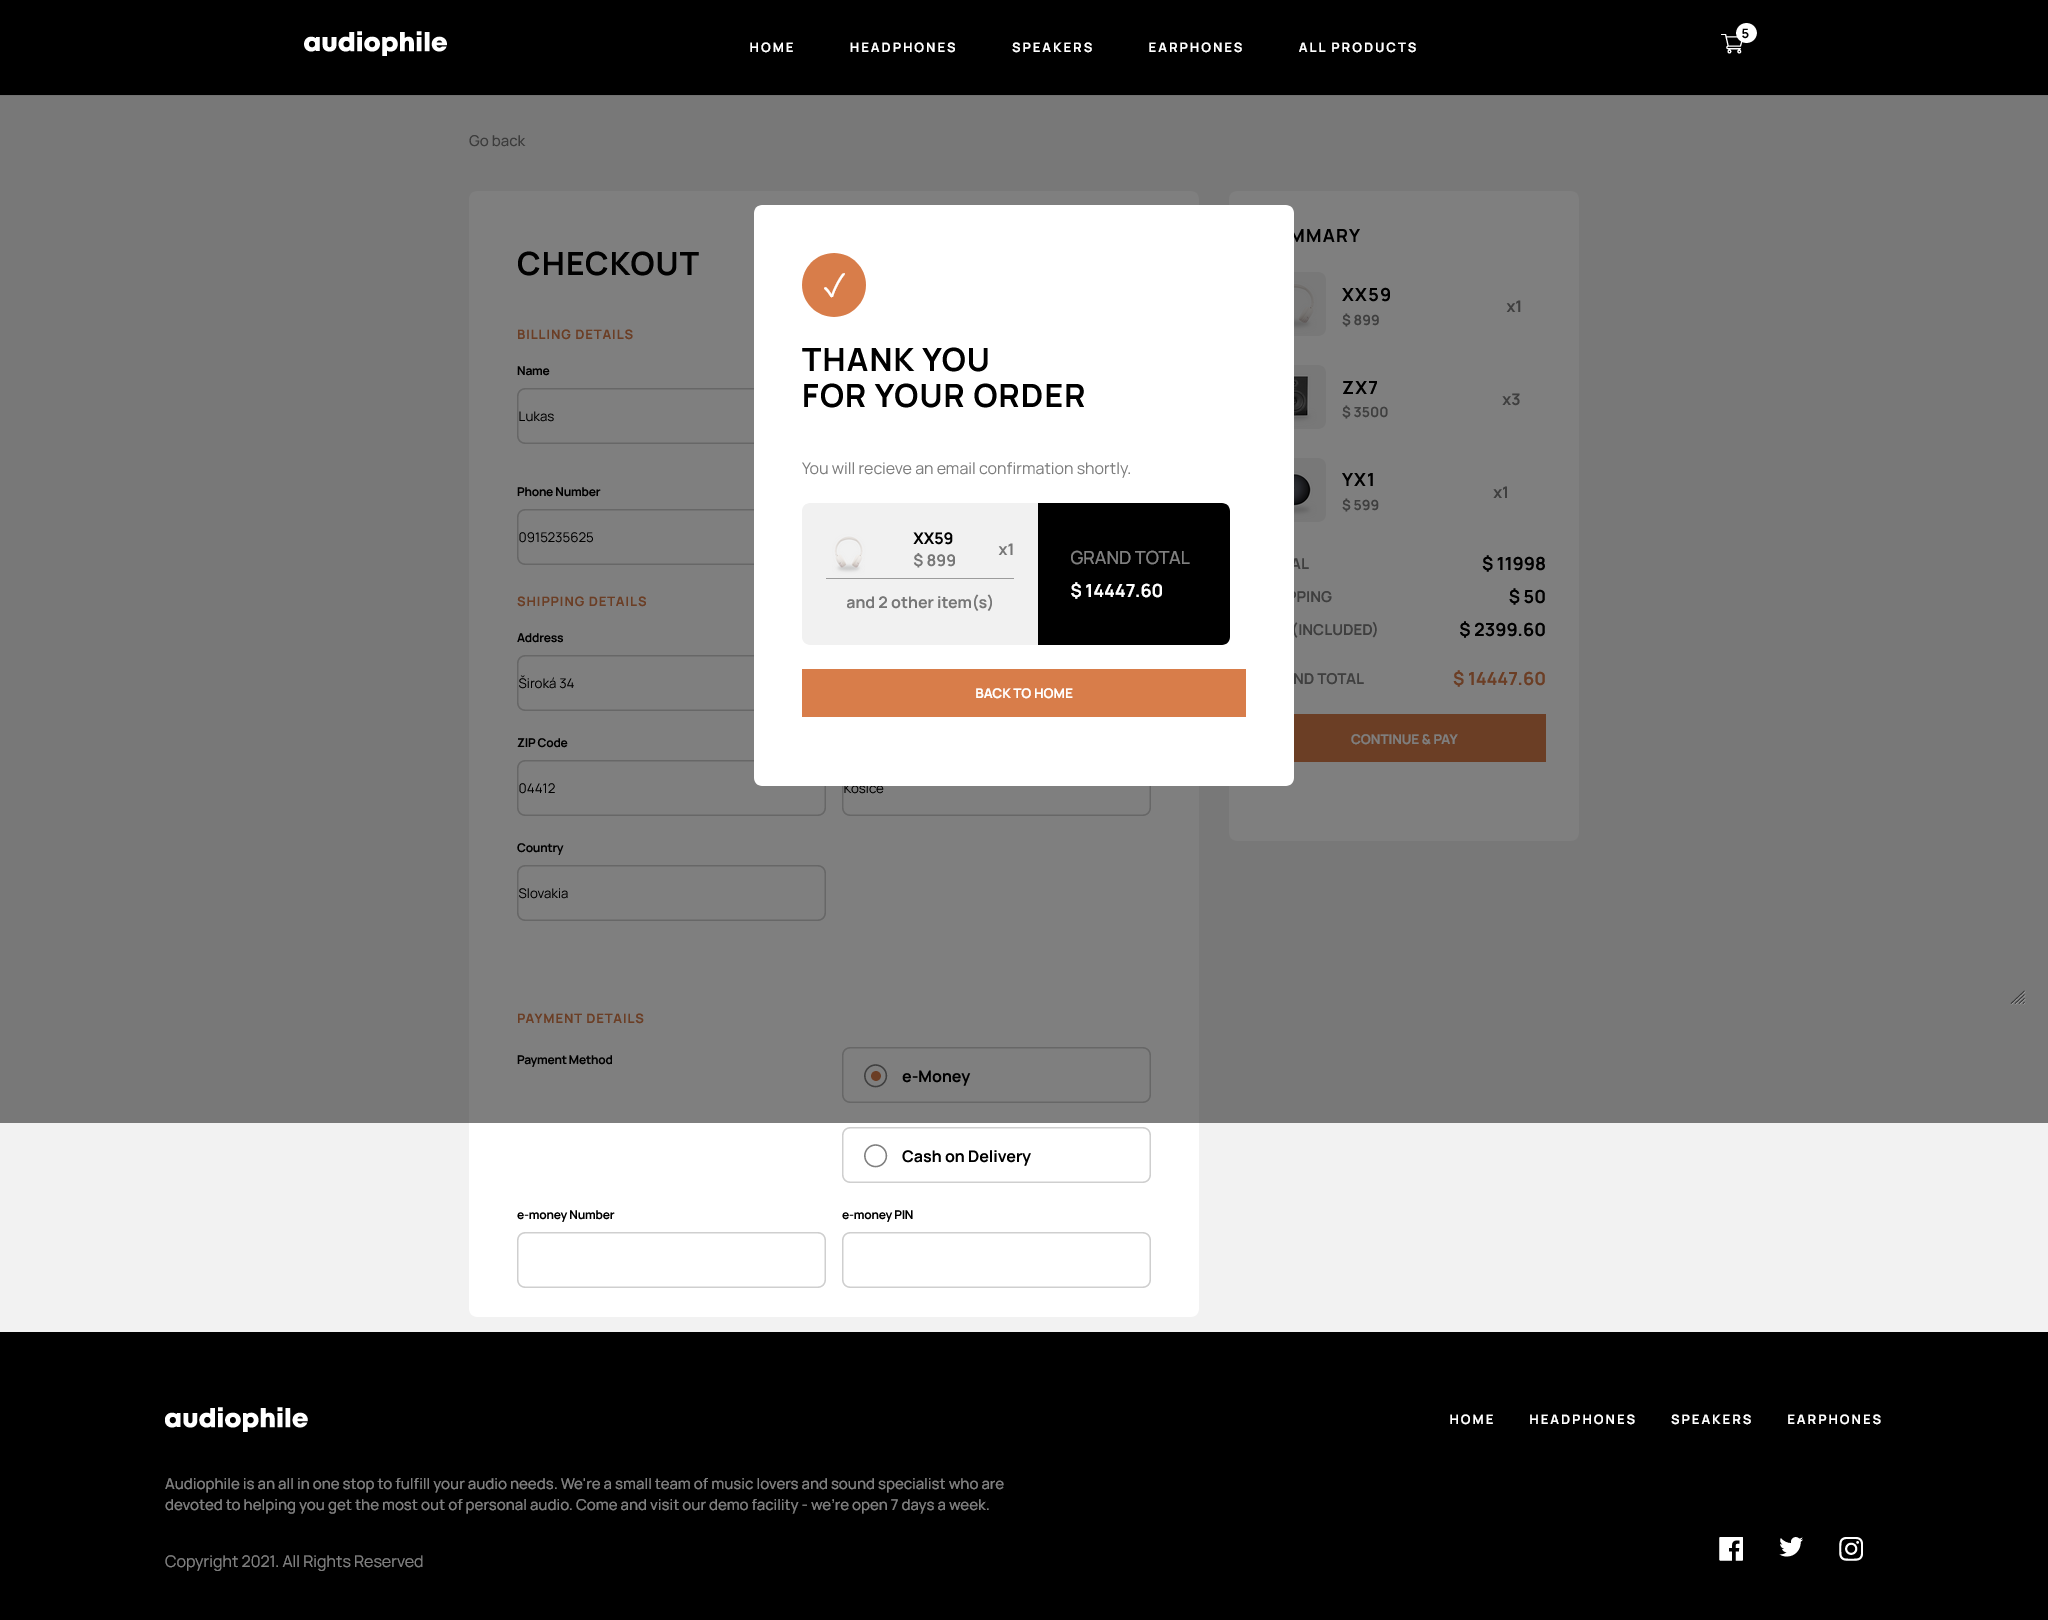 audiophile
HOME HEADPHONES SPEAKERS EARPHONES ALL PRODUCTS
5
Go back
CHECKOUT
BILLING DETAILS
Name
Lukas
Phone Number
0915235625
SHIPPING DETAILS
Address
Široká 34
ZIP Code
04412
Košice
Country
Slovakia
PAYMENT DETAILS
Payment Method
e-Money
Cash on Delivery
e-money Number
e-money PIN
THANK YOU
FOR YOUR ORDER
You will recieve an email confirmation shortly.
XX59
$ 899
x1
and 2 other item(s)
GRAND TOTAL
$ 14447.60
BACK TO HOME
MMARY
XX59
$ 899
x1
ZX7
$ 3500
x3
YX1
$ 599
x1
AL $ 11998
PPING $ 50
(INCLUDED) $ 2399.60
ND TOTAL $ 14447.60
CONTINUE & PAY
audiophile
HOME HEADPHONES SPEAKERS EARPHONES
Audiophile is an all in one stop to fulfill your audio needs. We're a small team of music lovers and sound specialist who are
devoted to helping you get the most out of personal audio. Come and visit our demo facility - we're open 7 days a week.
Copyright 2021. All Rights Reserved